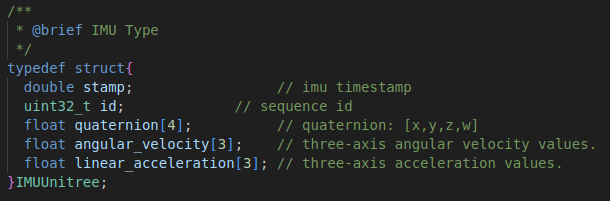 /**
 * @brief IMU Type
 */
typedef struct{
  double stamp;                 // imu timestamp
  uint32_t id;             // sequence id
  float quaternion[4];          // quaternion: [x,y,z,w]
  float angular_velocity[3];    // three-axis angular velocity values.
  float linear_acceleration[3]; // three-axis acceleration values.
}IMUUnitree;